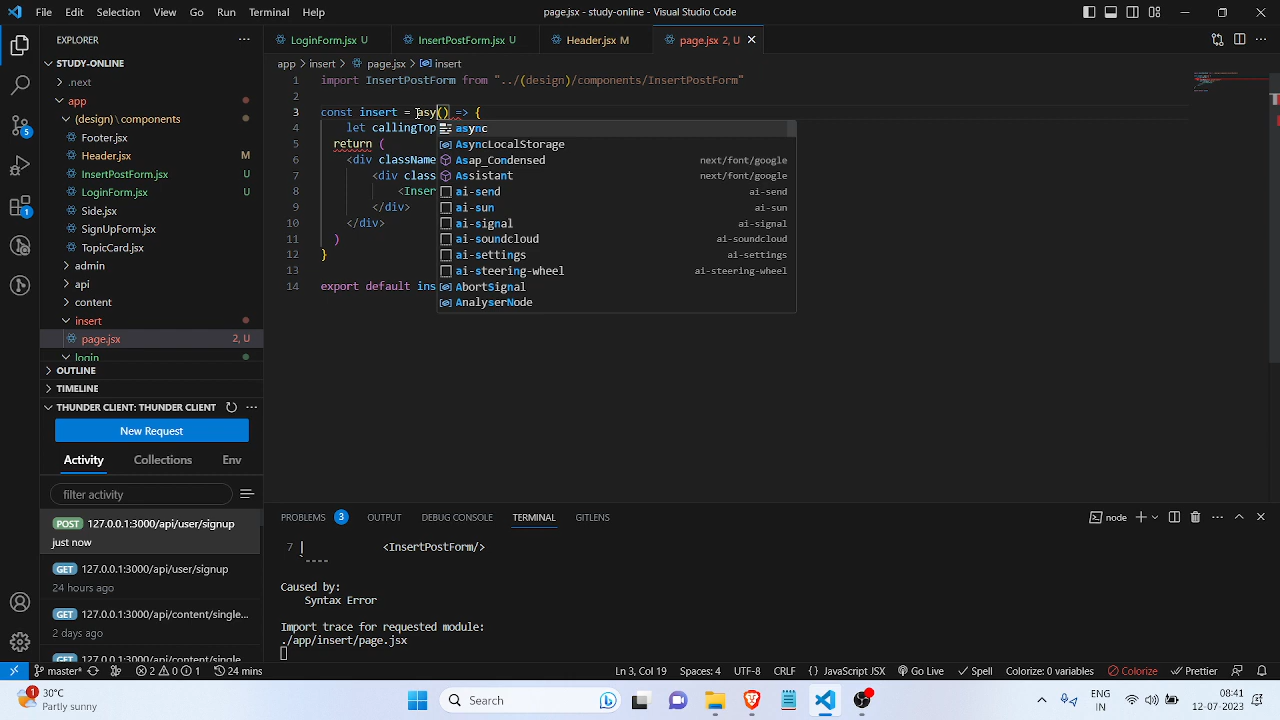 File Edit Selection View Go Run Terminal Help
page.jsx - study-online - Visual Studio Code
EXPLORER
LoginForm.jsx U
InsertPostForm.jsx U
Header.jsx M
page.jsx 2, U
STUDY-ONLINE
app > insert > page.jsx > insert
.next
app
(design) \ components
Footer.jsx
Header.jsx M
InsertPostForm.jsx U
LoginForm.jsx U
Side.jsx
SignUpForm.jsx
TopicCard.jsx
admin
api
content
insert
page.jsx 2, U
login
OUTLINE
TIMELINE
THUNDER CLIENT: THUNDER CLIENT
New Request
Activity Collections Env
filter activity
POST 127.0.0.1:3000/api/user/signup
just now
GET 127.0.0.1:3000/api/user/signup
24 hours ago
GET 127.0.0.1:3000/api/content/single...
2 days ago
GET 127.0.0.1:3000/api/content/single...
1 import InsertPostForm from "../(design)/components/InsertPostForm"
2
3 const insert = asy() => {
4 let callingTop
5 return (
6 <div className
7 <div class
8 <Inser
9 </div>
10 </div>
11 )
12 }
13
14 export default ins
async
AsyncLocalStorage
Asap_Condensed next/font/google
Assistant next/font/google
ai-send ai-send
ai-sun ai-sun
ai-signal ai-signal
ai-soundcloud ai-soundcloud
ai-settings ai-settings
ai-steering-wheel ai-steering-wheel
AbortSignal
AnalyserNode
PROBLEMS 3 OUTPUT DEBUG CONSOLE TERMINAL GITLENS
node
7 | <InsertPostForm/>
`----
Caused by:
Syntax Error
Import trace for requested module:
./app/insert/page.jsx
master* 2 0 1 24 mins
Ln 3, Col 19 Spaces: 4 UTF-8 CRLF {} JavaScript JSX Go Live Spell Colorize: 0 variables Colorize Prettier
5
1
1
30°C
Partly sunny
Search
ENG
IN
08:41
12-07-2023